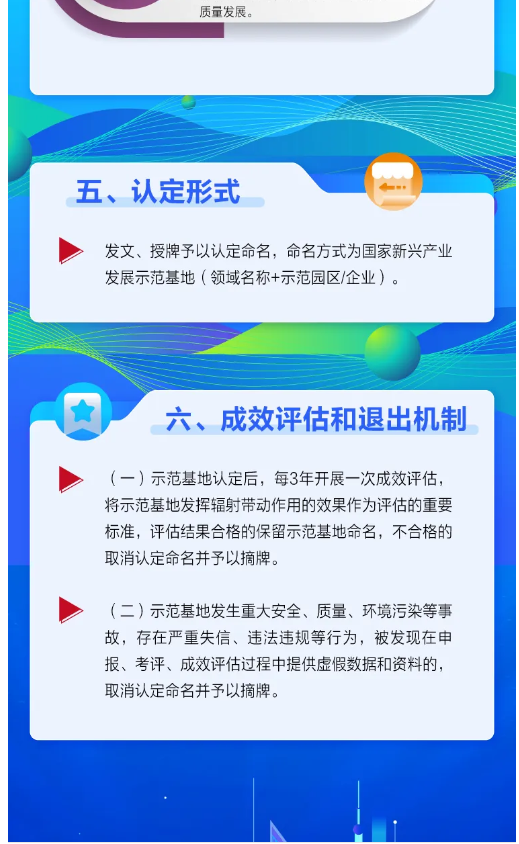 质量发展。
五、认定形式
发文、授牌予以认定命名，命名方式为国家新兴产业
发展示范基地（领域名称+示范园区/企业）。
六、成效评估和退出机制
（一）示范基地认定后，每3年开展一次成效评估，
将示范基地发挥辐射带动作用的效果作为评估的重要
标准，评估结果合格的保留示范基地命名，不合格的
取消认定命名并予以摘牌。
（二）示范基地发生重大安全、质量、环境污染等事
故，存在严重失信、违法违规等行为，被发现在申
报、考评、成效评估过程中提供虚假数据和资料的，
取消认定命名并予以摘牌。